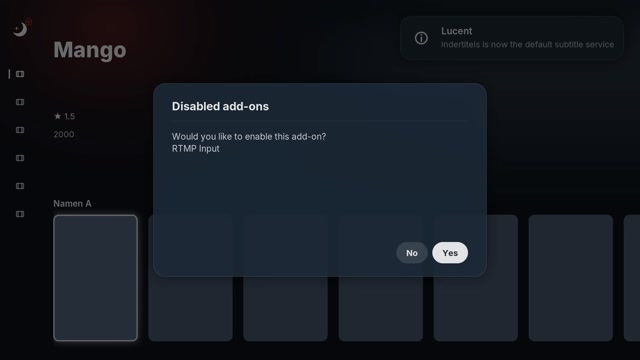 Lucent
Indertitels is now the default subtitle service
Mango
Disabled add-ons
★ 1.5
Would you like to enable this add-on?
2000
RTMP Input
Namen A
No
Yes